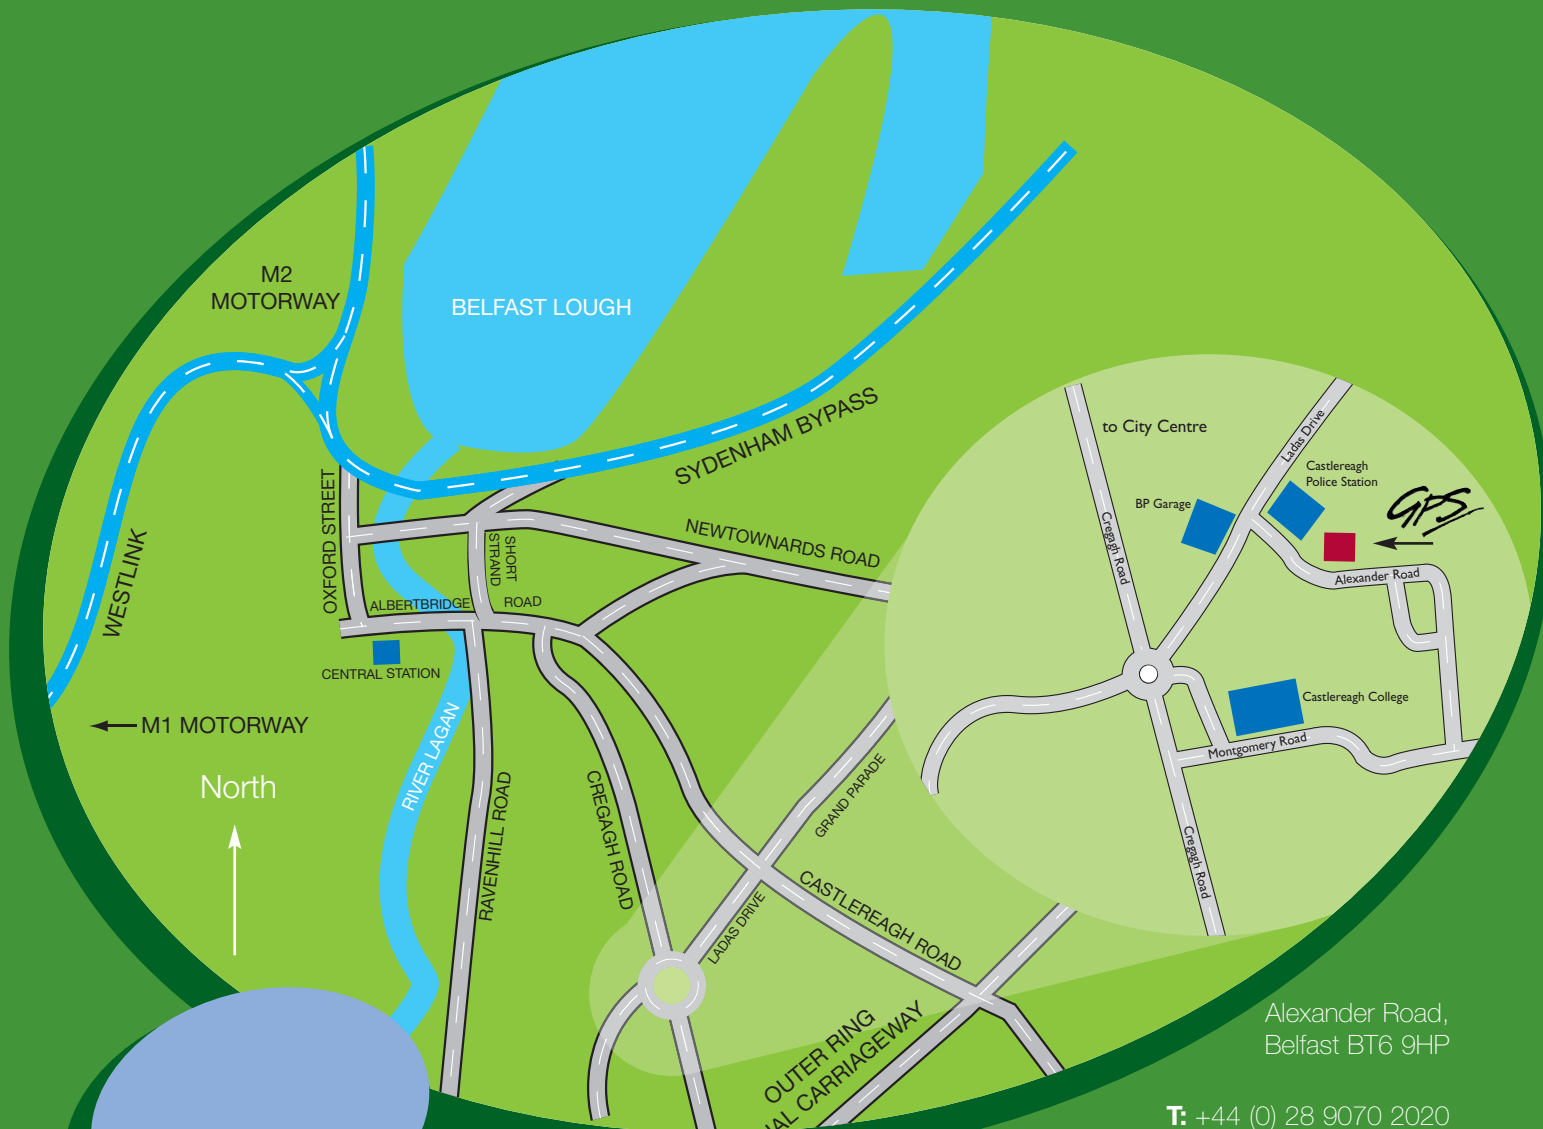 M2
MOTORWAY
BELFAST LOUGH
SYDENHAM BYPASS
WESTLINK
OXFORD STREET
SHORT
STRAND
NEWTOWNARDS ROAD
ALBERTBRIDGE ROAD
CENTRAL STATION
M1 MOTORWAY
North
RIVER LAGAN
RAVENHILL ROAD
CREGAGH ROAD
GRAND PARADE
LADAS DRIVE
CASTLEREAGH ROAD
OUTER RING
AL CARRIAGEWAY
to City Centre
Ladas Drive
Castlereagh
Police Station
BP Garage
GPS
Cregagh Road
Alexander Road
Castlereagh College
Montgomery Road
Cregagh Road
Alexander Road,
Belfast BT6 9HP
T: +44 (0) 28 9070 2020